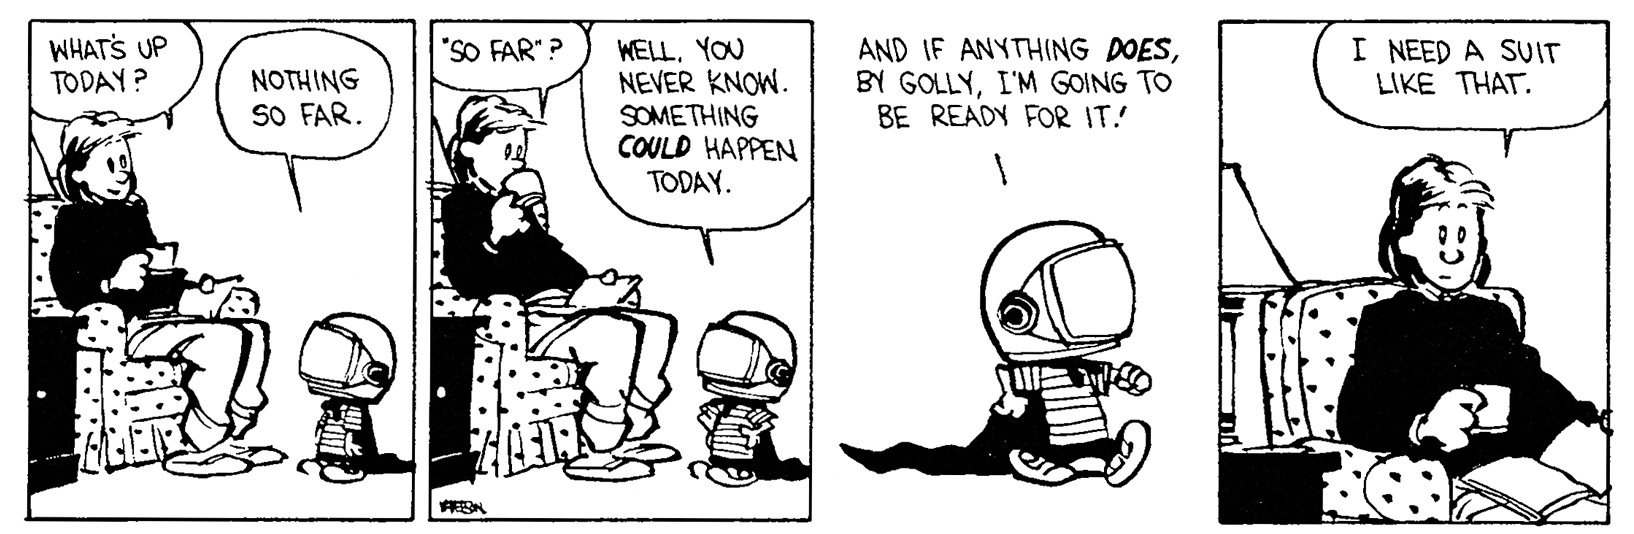 WHAT'S UP
TODAY?
NOTHING
SO FAR.
"SO FAR"?
WELL, YOU
NEVER KNOW.
SOMETHING
COULD HAPPEN
TODAY.
WATTERSON
AND IF ANYTHING DOES,
BY GOLLY, I'M GOING TO
BE READY FOR IT!
I NEED A SUIT
LIKE THAT.